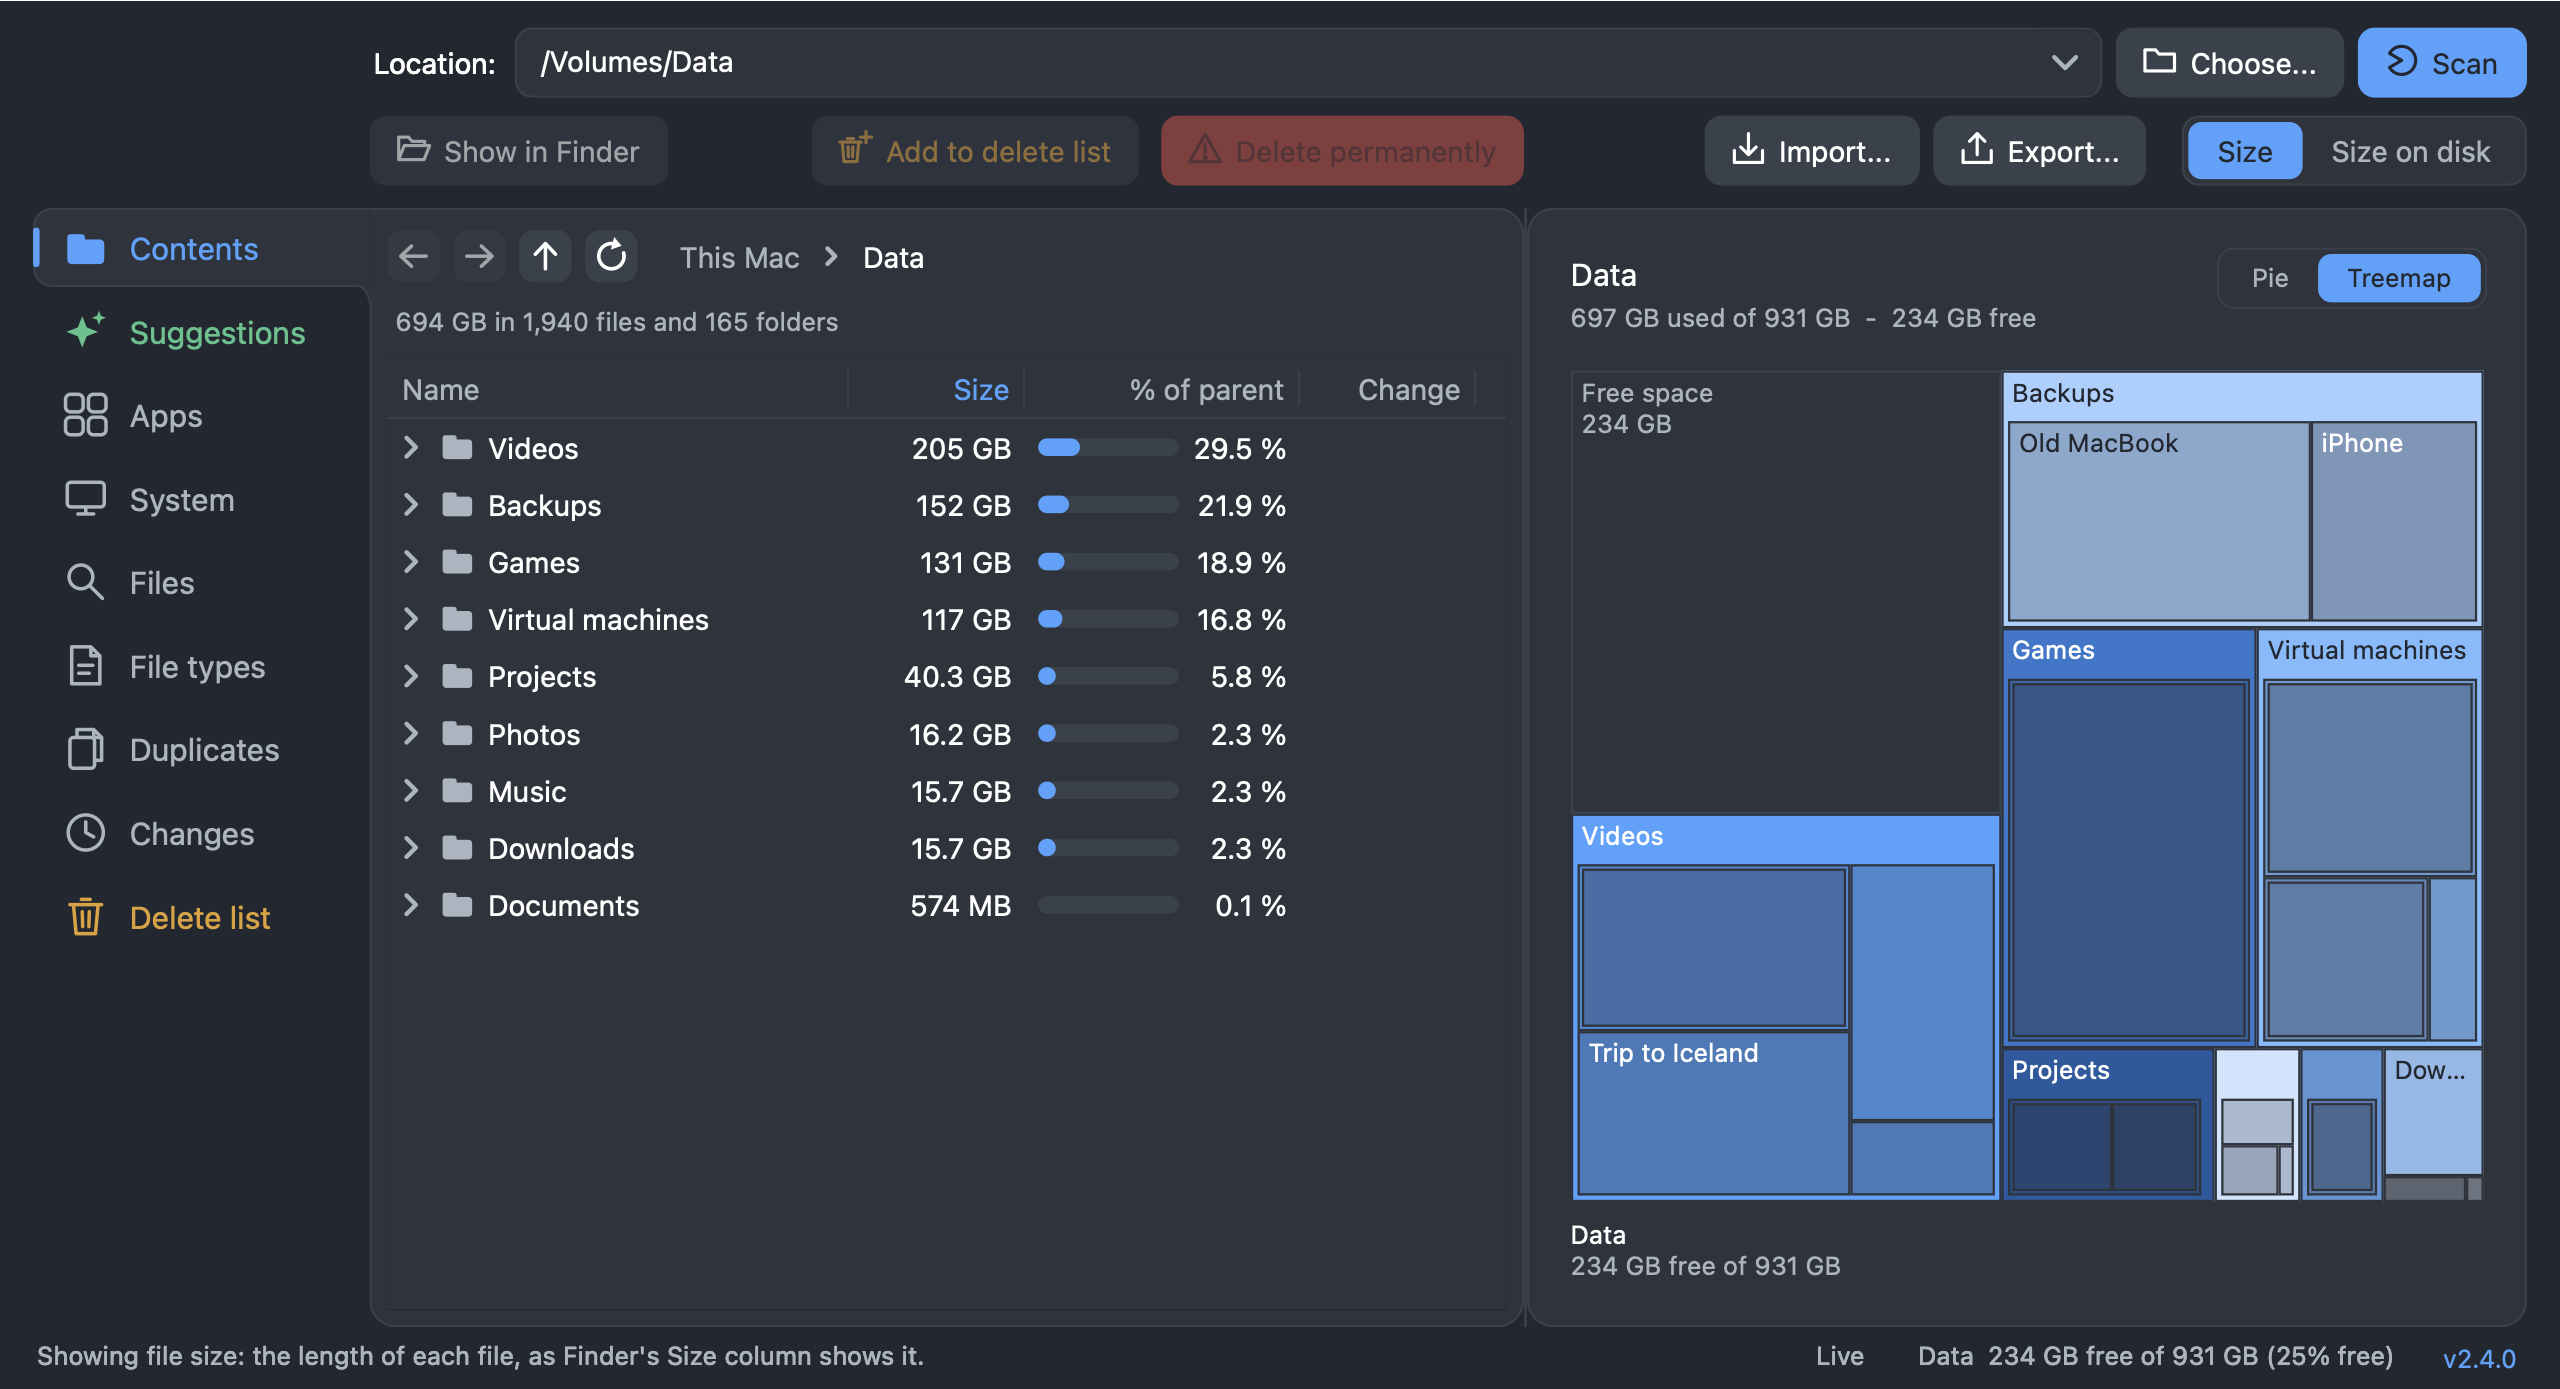 Location: /Volumes/Data Choose... Scan
Show in Finder Add to delete list Delete permanently Import... Export... Size Size on disk
Contents
Suggestions
Apps
System
Files
File types
Duplicates
Changes
Delete list
This Mac > Data
694 GB in 1,940 files and 165 folders
Name Size % of parent Change
Videos 205 GB 29.5 %
Backups 152 GB 21.9 %
Games 131 GB 18.9 %
Virtual machines 117 GB 16.8 %
Projects 40.3 GB 5.8 %
Photos 16.2 GB 2.3 %
Music 15.7 GB 2.3 %
Downloads 15.7 GB 2.3 %
Documents 574 MB 0.1 %
Data
Pie Treemap
697 GB used of 931 GB - 234 GB free
Free space
234 GB
Backups
Old MacBook
iPhone
Games
Virtual machines
Videos
Trip to Iceland
Projects
Dow...
Data
234 GB free of 931 GB
Showing file size: the length of each file, as Finder's Size column shows it.
Live Data 234 GB free of 931 GB (25% free) v2.4.0